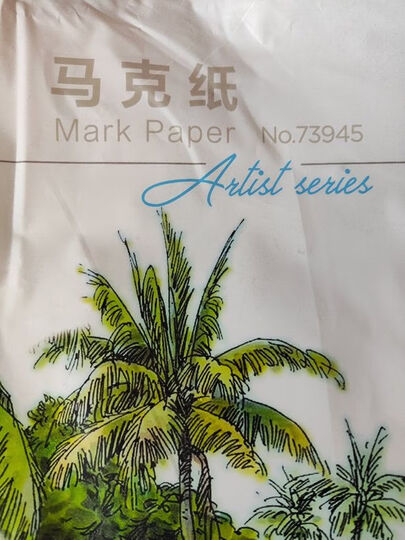 马克纸
Mark Paper No.73945
Artist series